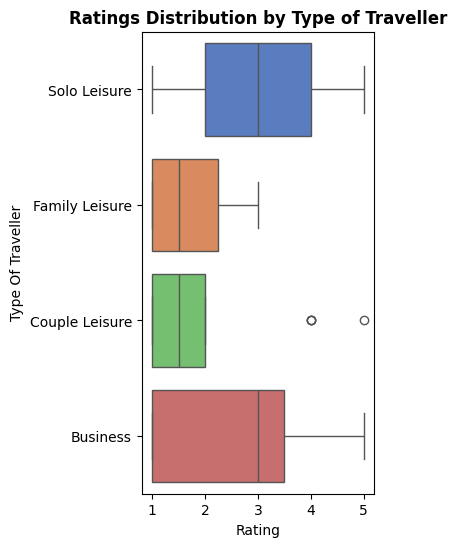 Ratings Distribution by Type of Traveller
Type Of Traveller
Solo Leisure
Family Leisure
Couple Leisure
Business
1 2 3 4 5
Rating